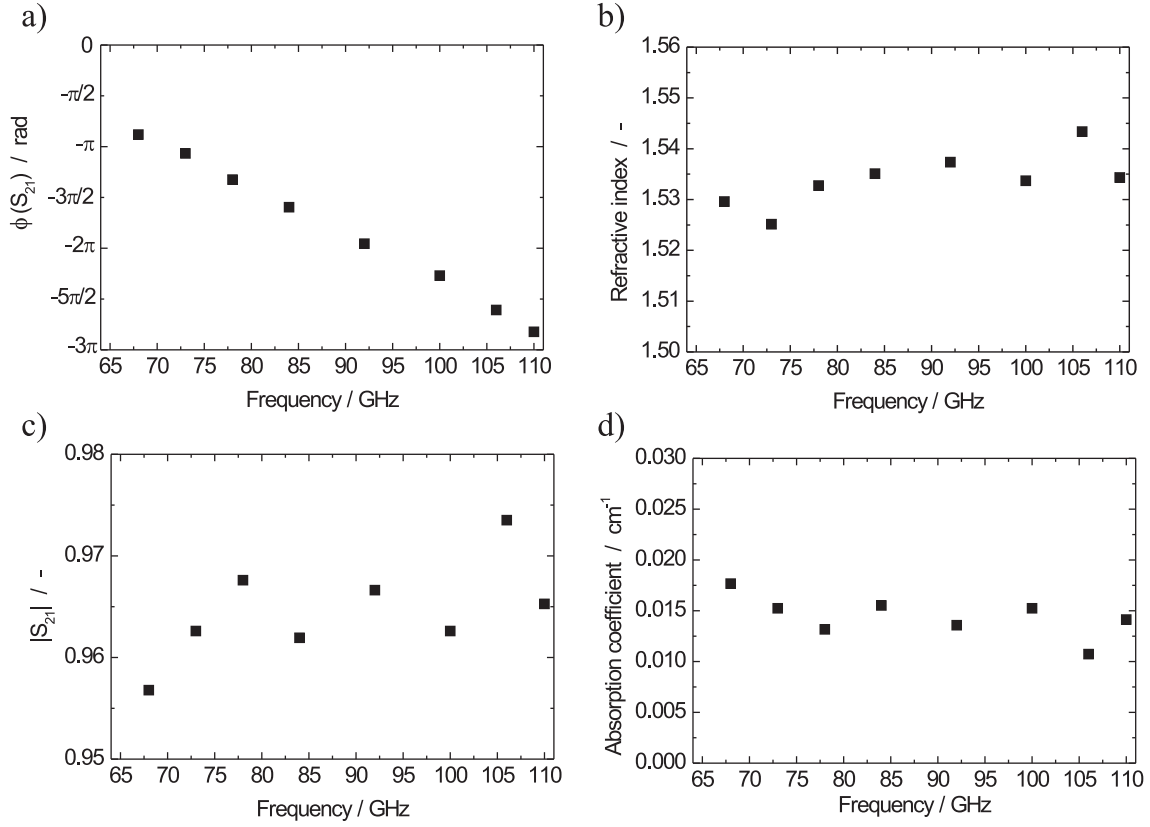 a)
0
-π/2
-π
-3π/2
-2π
-5π/2
-3π
ϕ (S21) / rad
65 70 75 80 85 90 95 100 105 110
Frequency / GHz
b)
1.56
1.55
1.54
1.53
1.52
1.51
1.50
Refractive index / -
65 70 75 80 85 90 95 100 105 110
Frequency / GHz
c)
0.98
0.97
0.96
0.95
|S21| / -
65 70 75 80 85 90 95 100 105 110
Frequency / GHz
d)
0.030
0.025
0.020
0.015
0.010
0.005
0.000
Absorption coefficient / cm-1
65 70 75 80 85 90 95 100 105 110
Frequency / GHz